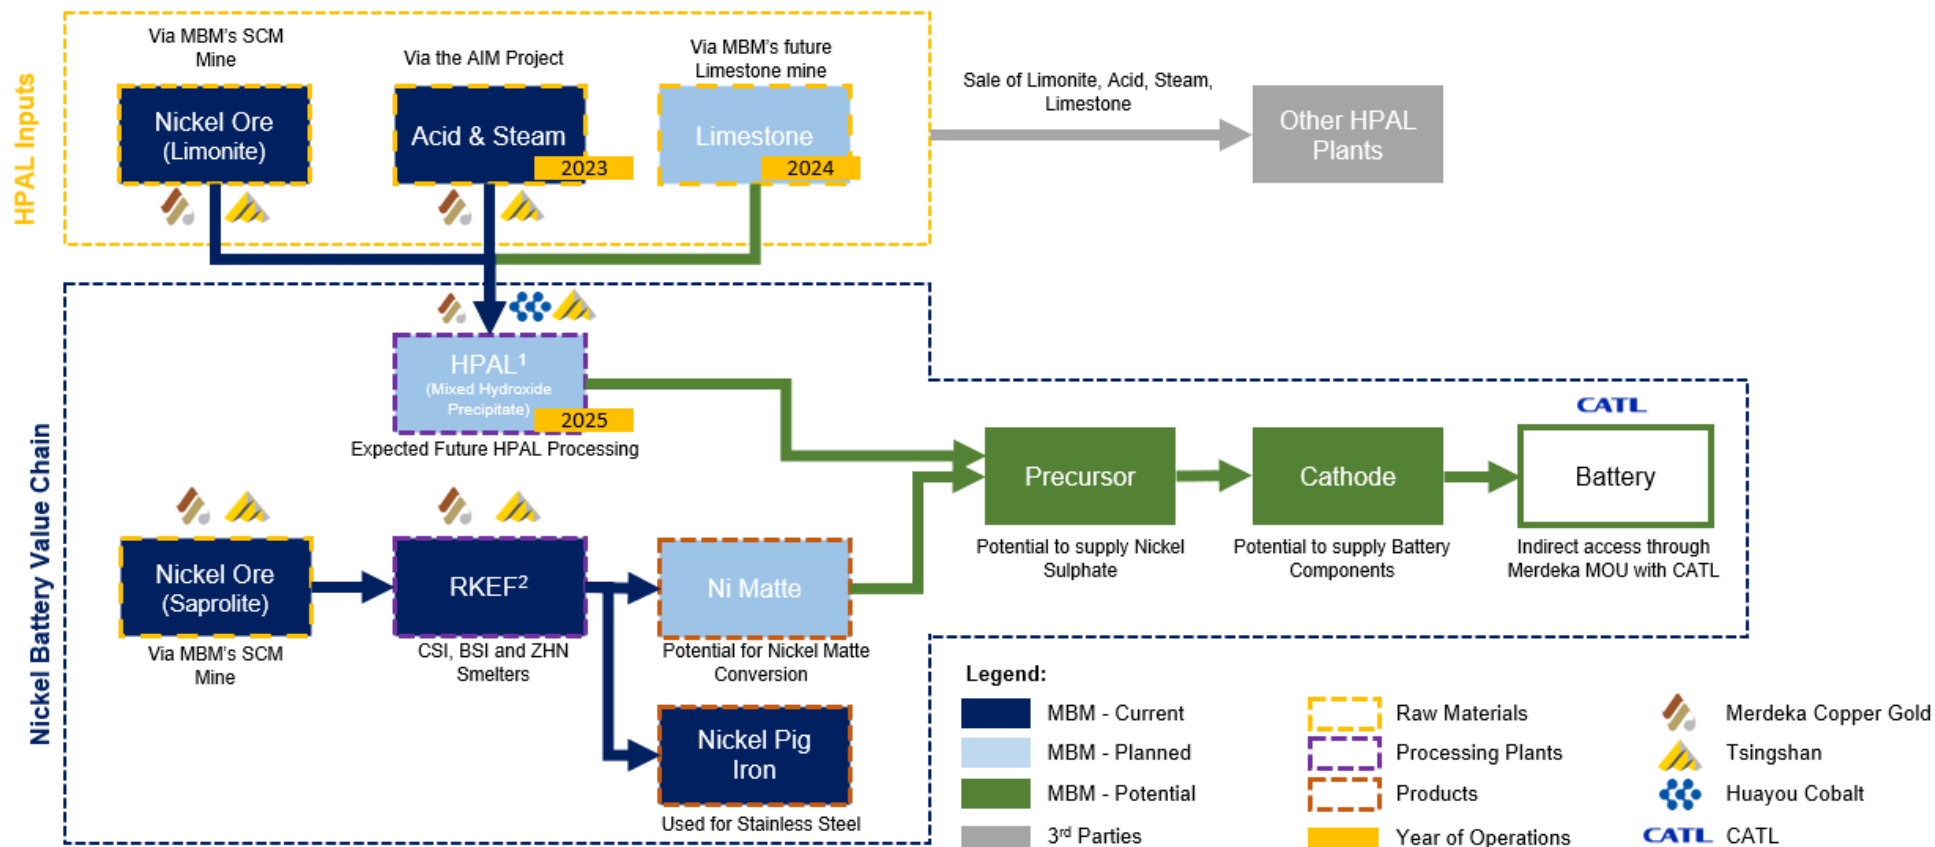 HPAL Inputs
Via MBM's SCM
Mine
Nickel Ore
(Limonite)
Via the AIM Project
Acid & Steam
2023
Via MBM's future
Limestone mine
Limestone
2024
Sale of Limonite, Acid, Steam,
Limestone
Other HPAL
Plants
Nickel Battery Value Chain
HPAL¹
(Mixed Hydroxide
Precipitate)
2025
Expected Future HPAL Processing
Nickel Ore
(Saprolite)
Via MBM's SCM
Mine
RKEF²
CSI, BSI and ZHN
Smelters
Ni Matte
Potential for Nickel Matte
Conversion
Nickel Pig
Iron
Used for Stainless Steel
Precursor
Potential to supply Nickel
Sulphate
Cathode
Potential to supply Battery
Components
CATL
Battery
Indirect access through
Merdeka MOU with CATL
Legend:
MBM - Current
MBM - Planned
MBM - Potential
3rd Parties
Raw Materials
Processing Plants
Products
Year of Operations
Merdeka Copper Gold
Tsingshan
Huayou Cobalt
CATL CATL